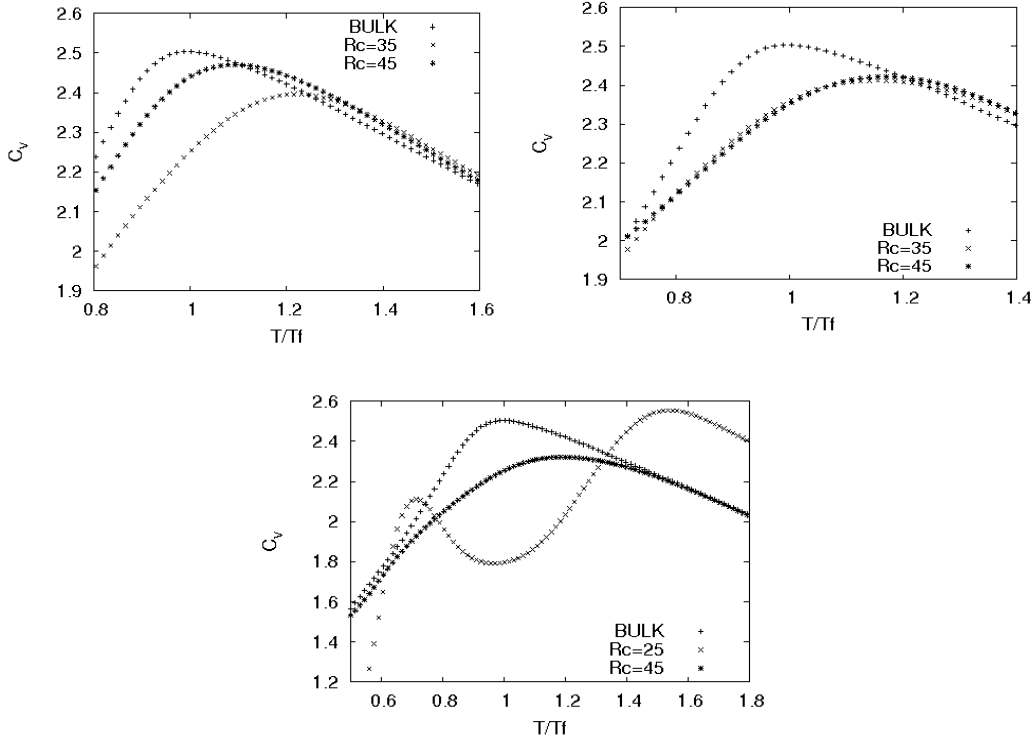 2.6
2.5
2.4
2.3
2.2
2.1
2
1.9
C_v
0.8 1 1.2 1.4 1.6
T/Tf
BULK +
Rc=35 ×
Rc=45 *
2.6
2.5
2.4
2.3
2.2
2.1
2
1.9
C_v
0.8 1 1.2 1.4
T/Tf
BULK +
Rc=35 ×
Rc=45 *
2.6
2.4
2.2
2
1.8
1.6
1.4
1.2
C_v
0.6 0.8 1 1.2 1.4 1.6 1.8
T/Tf
BULK +
Rc=25 ×
Rc=45 *